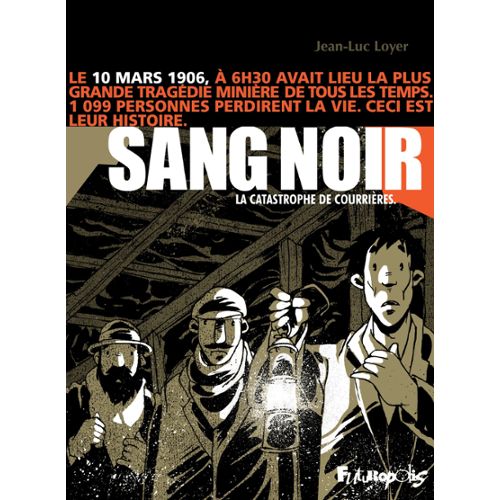 Jean-Luc Loyer
LE 10 MARS 1906, À 6H30 AVAIT LIEU LA PLUS
GRANDE TRAGÉDIE MINIÈRE DE TOUS LES TEMPS.
1 099 PERSONNES PERDIRENT LA VIE. CECI EST
LEUR HISTOIRE.
SANG NOIR
LA CATASTROPHE DE COURRIÈRES.
Futuropolis